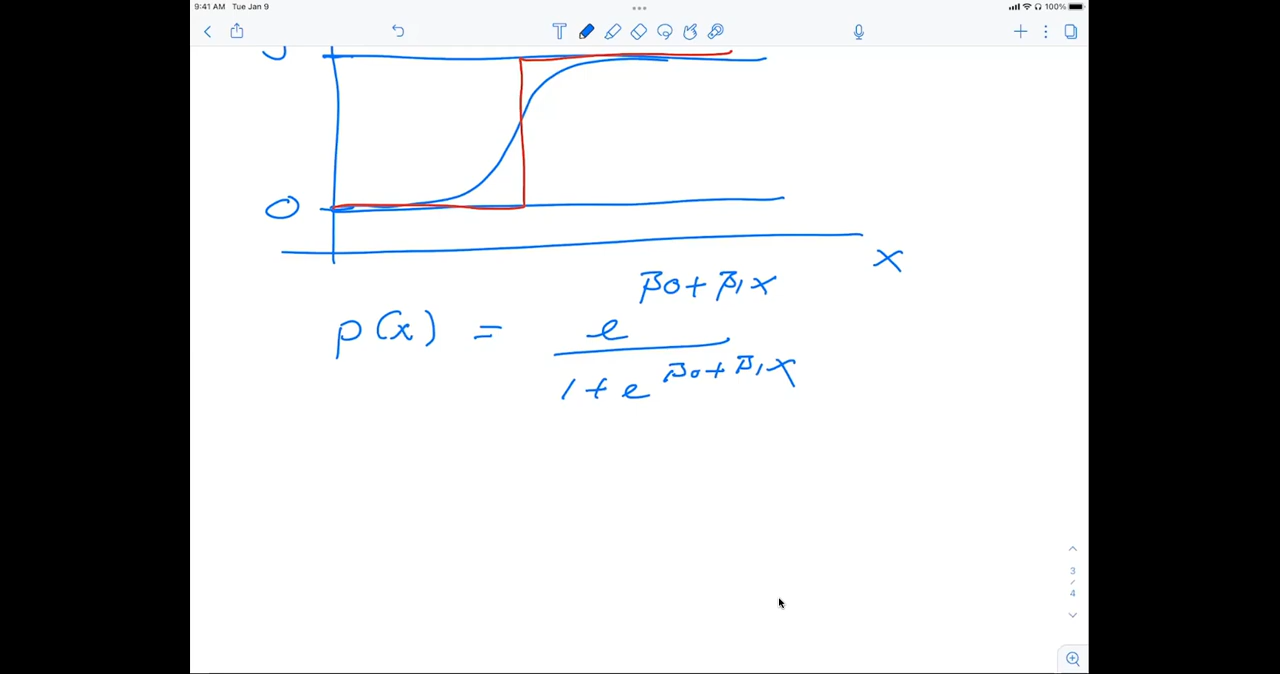 9:41 AM Tue Jan 9
100%
T
0
x
β0 + β1x
p(x) = e
1 + e β0 + β1x
3
/
4